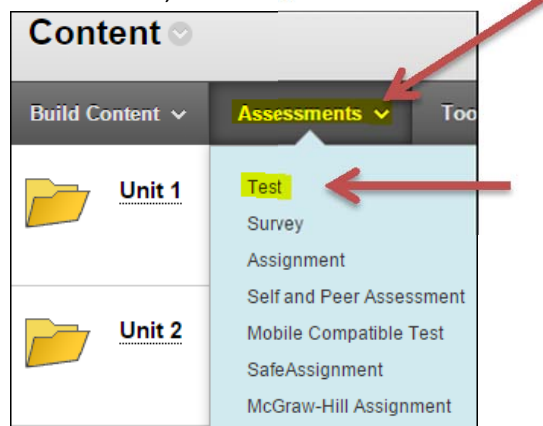 Content
Build Content Assessments Too
Unit 1
Test
Survey
Assignment
Self and Peer Assessment
Unit 2
Mobile Compatible Test
SafeAssignment
McGraw-Hill Assignment